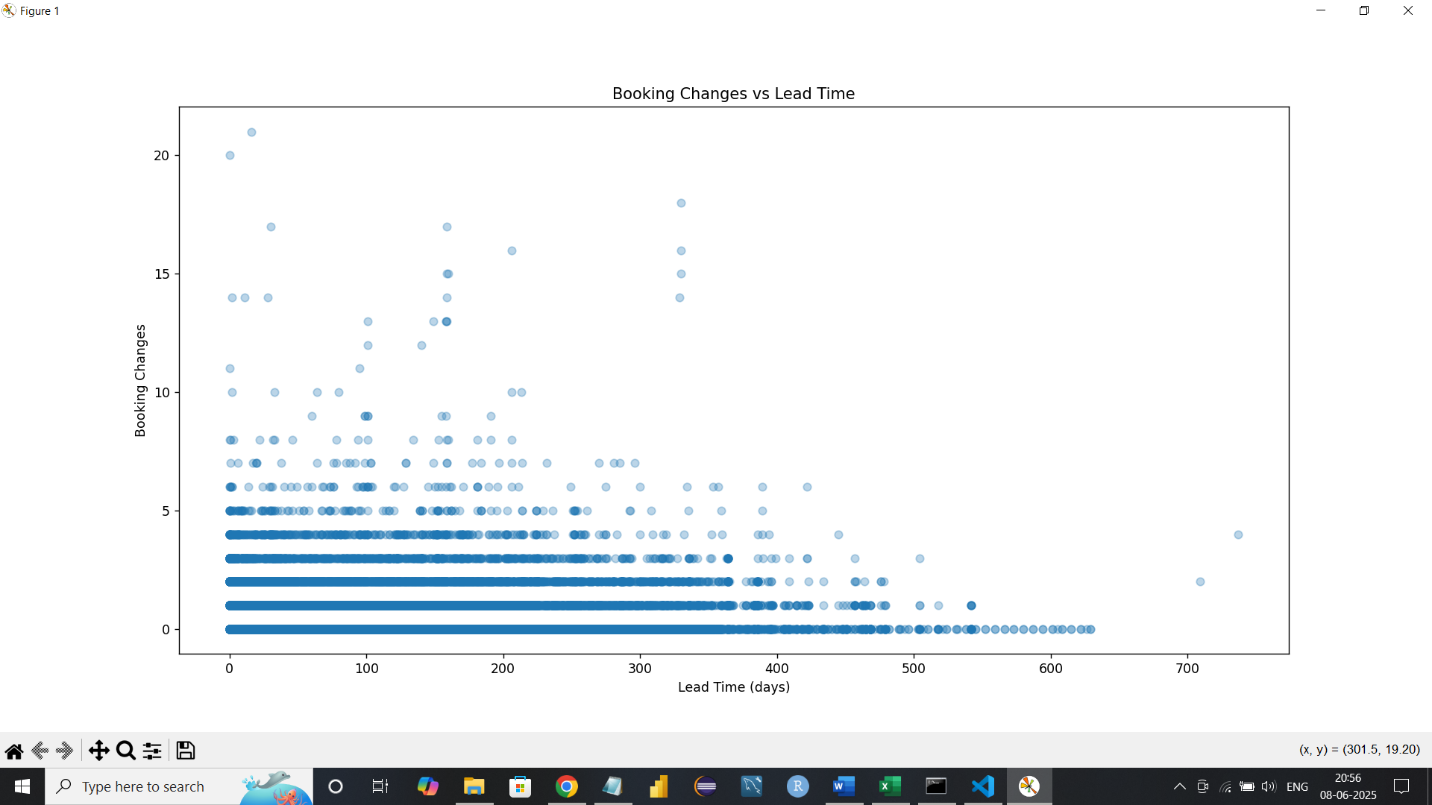 Figure 1
Booking Changes vs Lead Time
20
15
10
5
0
Booking Changes
0 100 200 300 400 500 600 700
Lead Time (days)
(x, y) = (301.5, 19.20)
Type here to search
ENG
20:56
08-06-2025